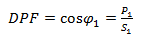 DPF = cosφ₁ = P₁/S₁